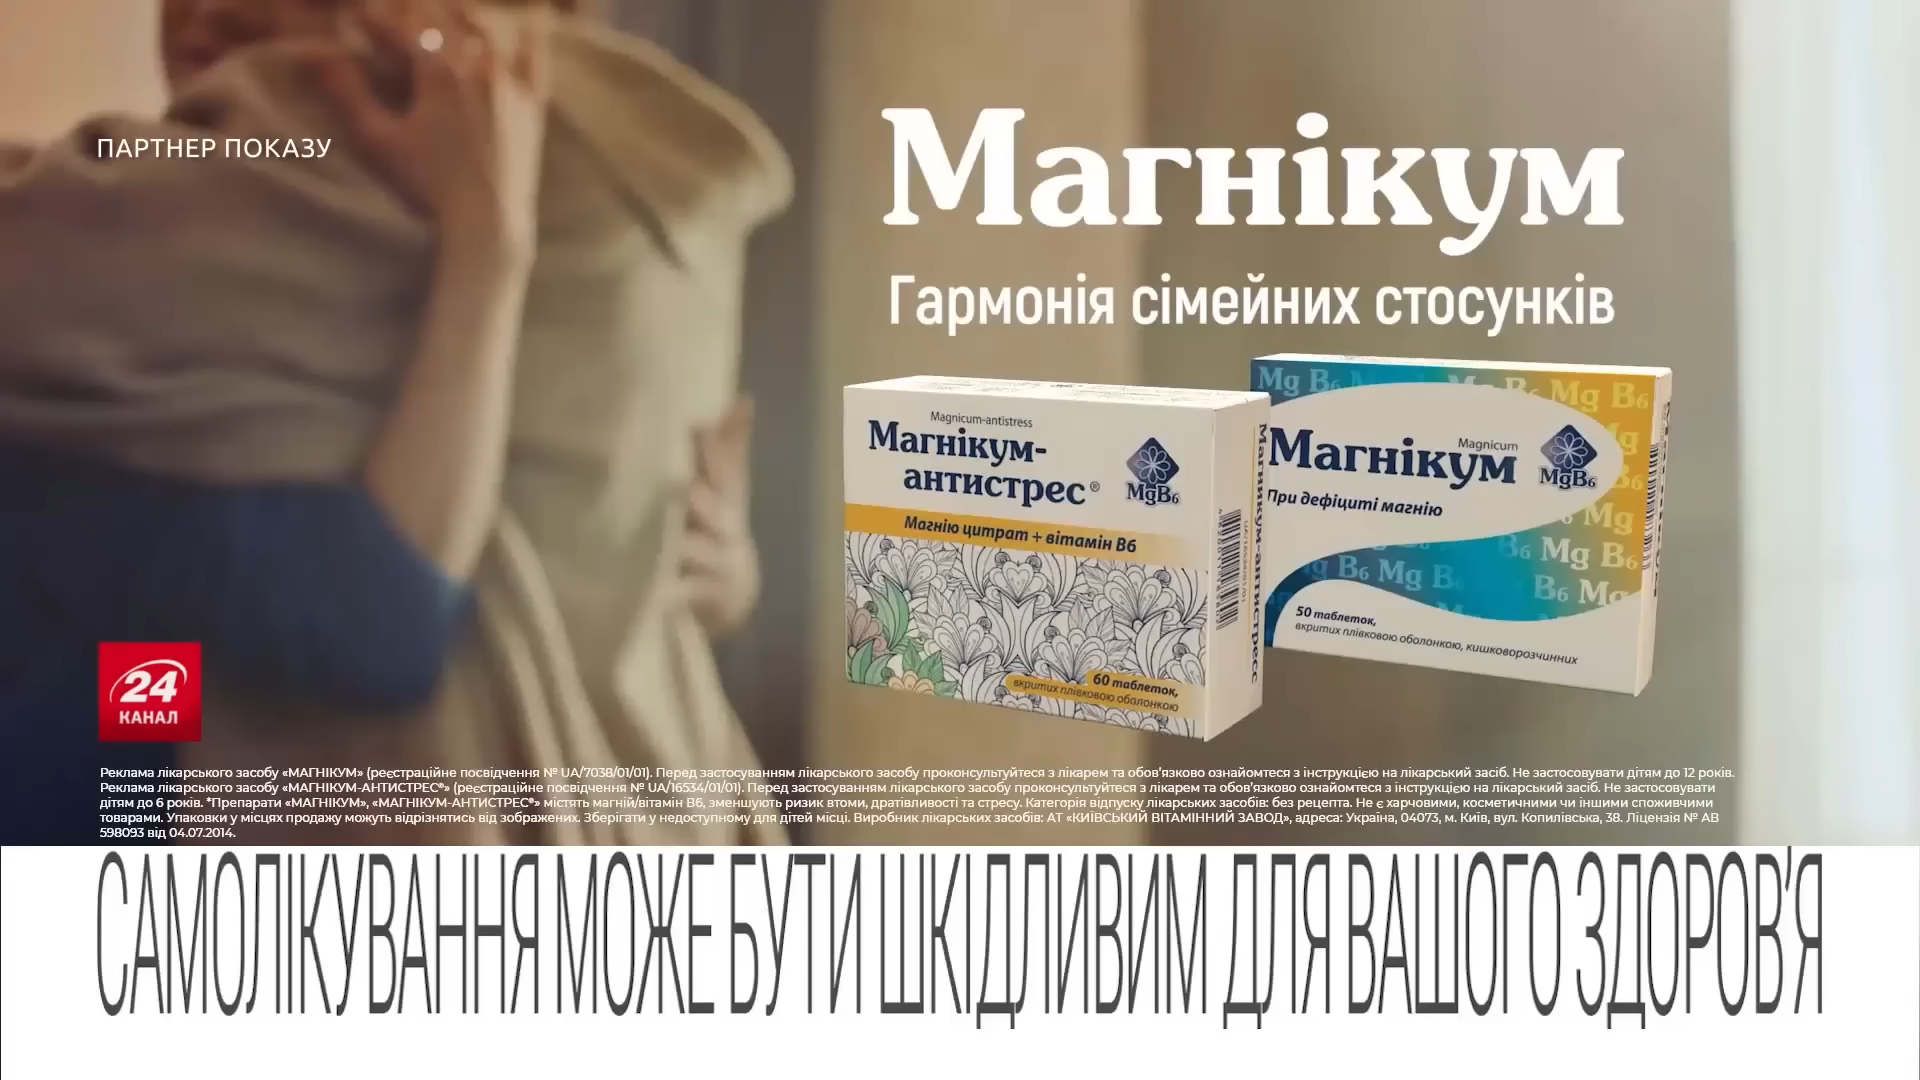 ПАРТНЕР ПОКАЗУ
Магнікум
Гармонія сімейних стосунків
Magnicum-antistress
Магнікум-
антистрес®
MgB6
Магнію цитрат + вітамін В6
60 таблеток,
вкритих плівковою оболонкою
Магникум-антистресс
Mg B6 Mg B6
Magnicum
Магнікум
MgB6
При дефіциті магнію
50 таблеток,
вкритих плівковою оболонкою, кишковорозчинних
24
КАНАЛ
Реклама лікарського засобу «МАГНІКУМ» (реєстраційне посвідчення № UA/7038/01/01). Перед застосуванням лікарського засобу проконсультуйтеся з лікарем та обов'язково ознайомтеся з інструкцією на лікарський засіб. Не застосовувати дітям до 12 років.
Реклама лікарського засобу «МАГНІКУМ-АНТИСТРЕС®» (реєстраційне посвідчення № UA/16534/01/01). Перед застосуванням лікарського засобу проконсультуйтеся з лікарем та обов'язково ознайомтеся з інструкцією на лікарський засіб. Не застосовувати
дітям до 6 років. *Препарати «МАГНІКУМ», «МАГНІКУМ-АНТИСТРЕС®» містять магній/вітамін В6, зменшують ризик втоми, дратівливості та стресу. Категорія відпуску лікарських засобів: без рецепта. Не є харчовими, косметичними чи іншими споживчими
товарами. Упаковки у місцях продажу можуть відрізнятись від зображених. Зберігати у недоступному для дітей місці. Виробник лікарських засобів: АТ «КИЇВСЬКИЙ ВІТАМІННИЙ ЗАВОД», адреса: Україна, 04073, м. Київ, вул. Копилівська, 38. Ліцензія № АВ
598093 від 04.07.2014.
САМОЛІКУВАННЯ МОЖЕ БУТИ ШКІДЛИВИМ ДЛЯ ВАШОГО ЗДОРОВ'Я